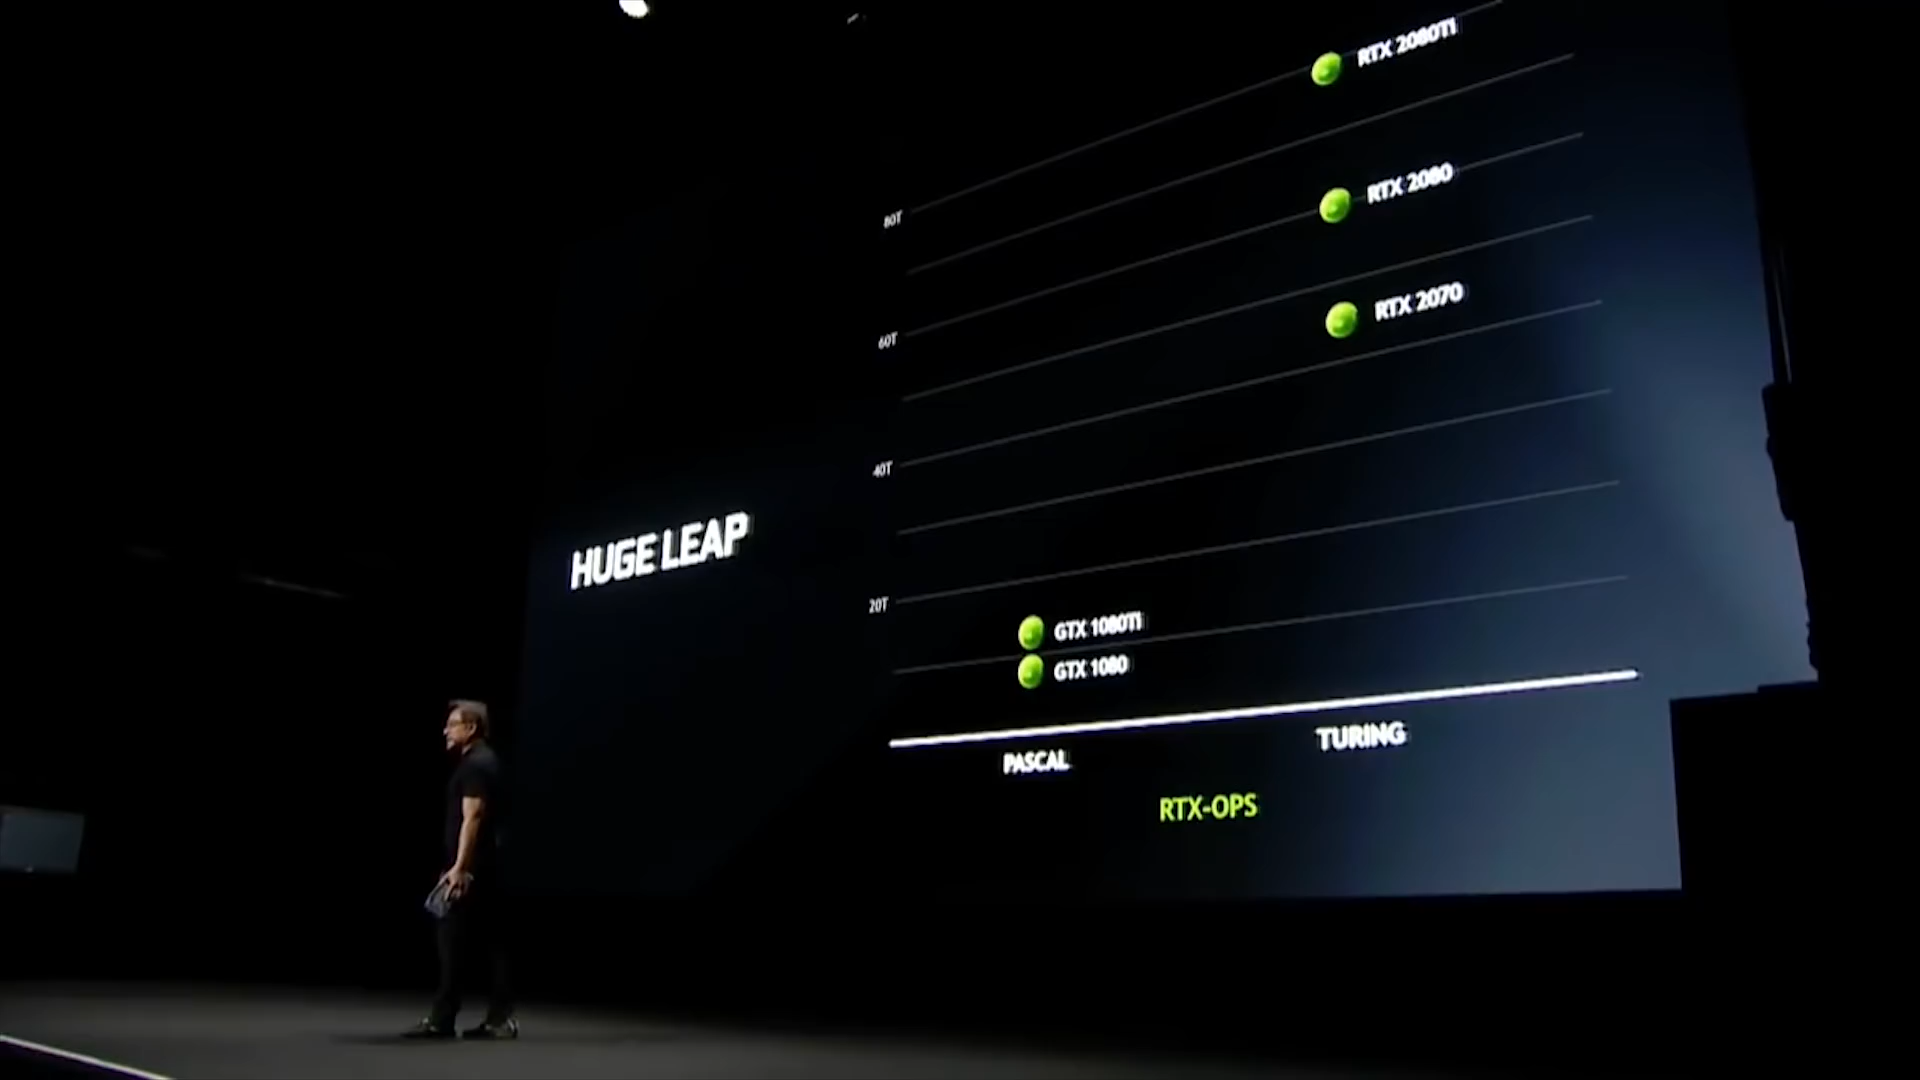 RTX 2080TI
80T
RTX 2080
RTX 2070
60T
40T
HUGE LEAP
20T
GTX 1080TI
GTX 1080
PASCAL
TURING
RTX-OPS